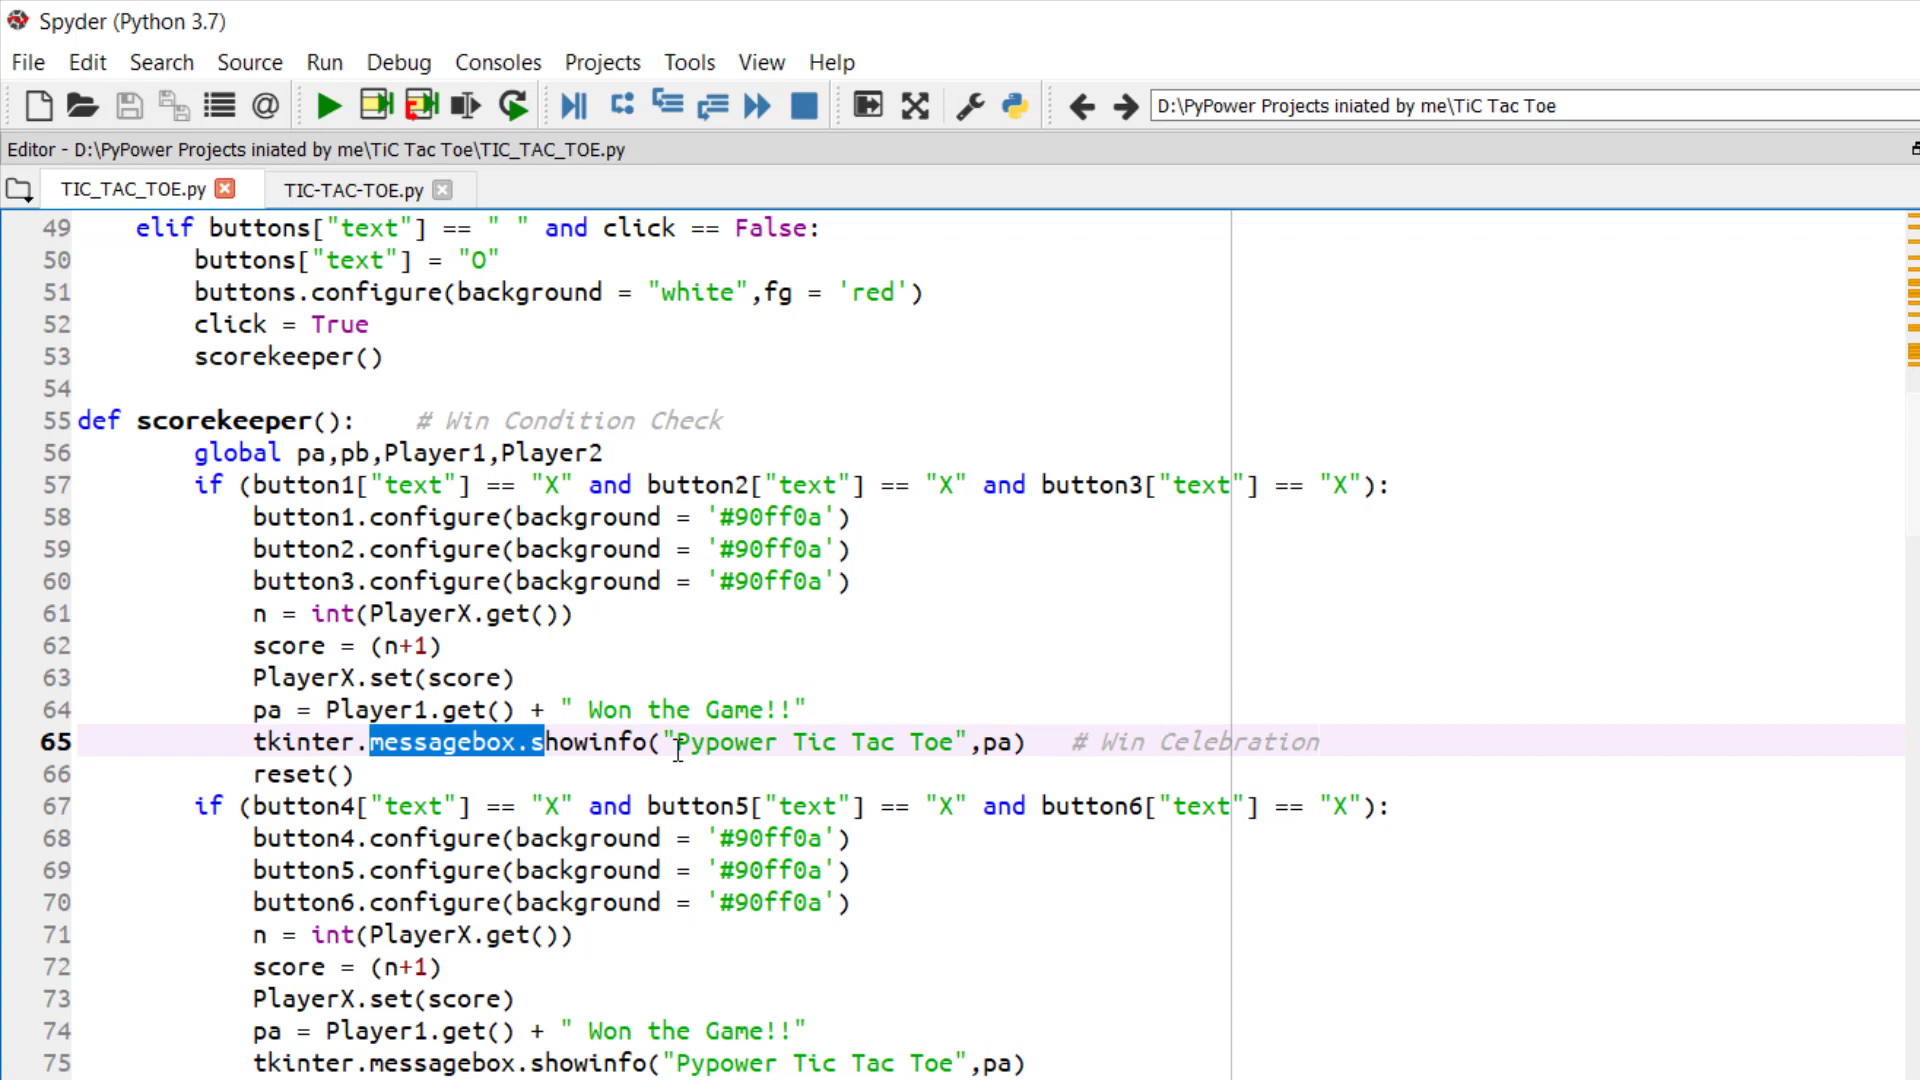 Spyder (Python 3.7)
File Edit Search Source Run Debug Consoles Projects Tools View Help
D:\PyPower Projects iniated by me\TiC Tac Toe
Editor - D:\PyPower Projects iniated by me\TiC Tac Toe\TIC_TAC_TOE.py
TIC_TAC_TOE.py TIC-TAC-TOE.py
49 elif buttons["text"] == " " and click == False:
50 buttons["text"] = "O"
51 buttons.configure(background = "white",fg = 'red')
52 click = True
53 scorekeeper()
54
55 def scorekeeper(): # Win Condition Check
56 global pa,pb,Player1,Player2
57 if (button1["text"] == "X" and button2["text"] == "X" and button3["text"] == "X"):
58 button1.configure(background = '#90ff0a')
59 button2.configure(background = '#90ff0a')
60 button3.configure(background = '#90ff0a')
61 n = int(PlayerX.get())
62 score = (n+1)
63 PlayerX.set(score)
64 pa = Player1.get() + " Won the Game!!"
65 tkinter.messagebox.showinfo("Pypower Tic Tac Toe",pa) # Win Celebration
66 reset()
67 if (button4["text"] == "X" and button5["text"] == "X" and button6["text"] == "X"):
68 button4.configure(background = '#90ff0a')
69 button5.configure(background = '#90ff0a')
70 button6.configure(background = '#90ff0a')
71 n = int(PlayerX.get())
72 score = (n+1)
73 PlayerX.set(score)
74 pa = Player1.get() + " Won the Game!!"
75 tkinter.messagebox.showinfo("Pypower Tic Tac Toe",pa)